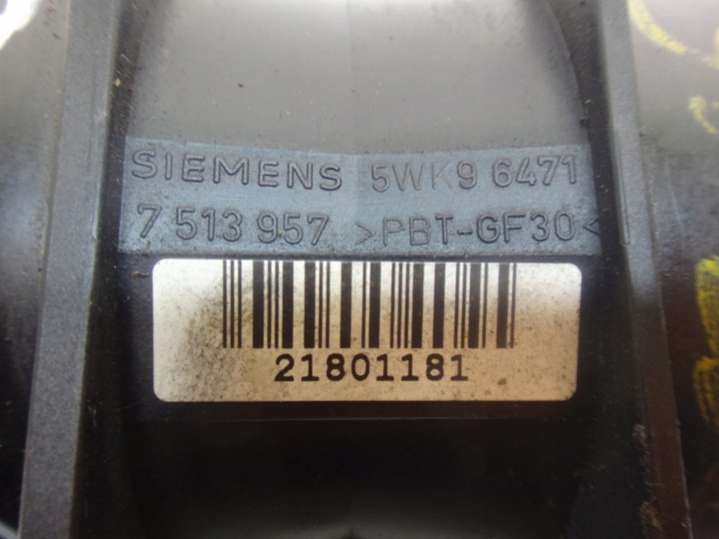 SIEMENS 5WK9 6471
7 513 957 >PBT-GF30<
21801181